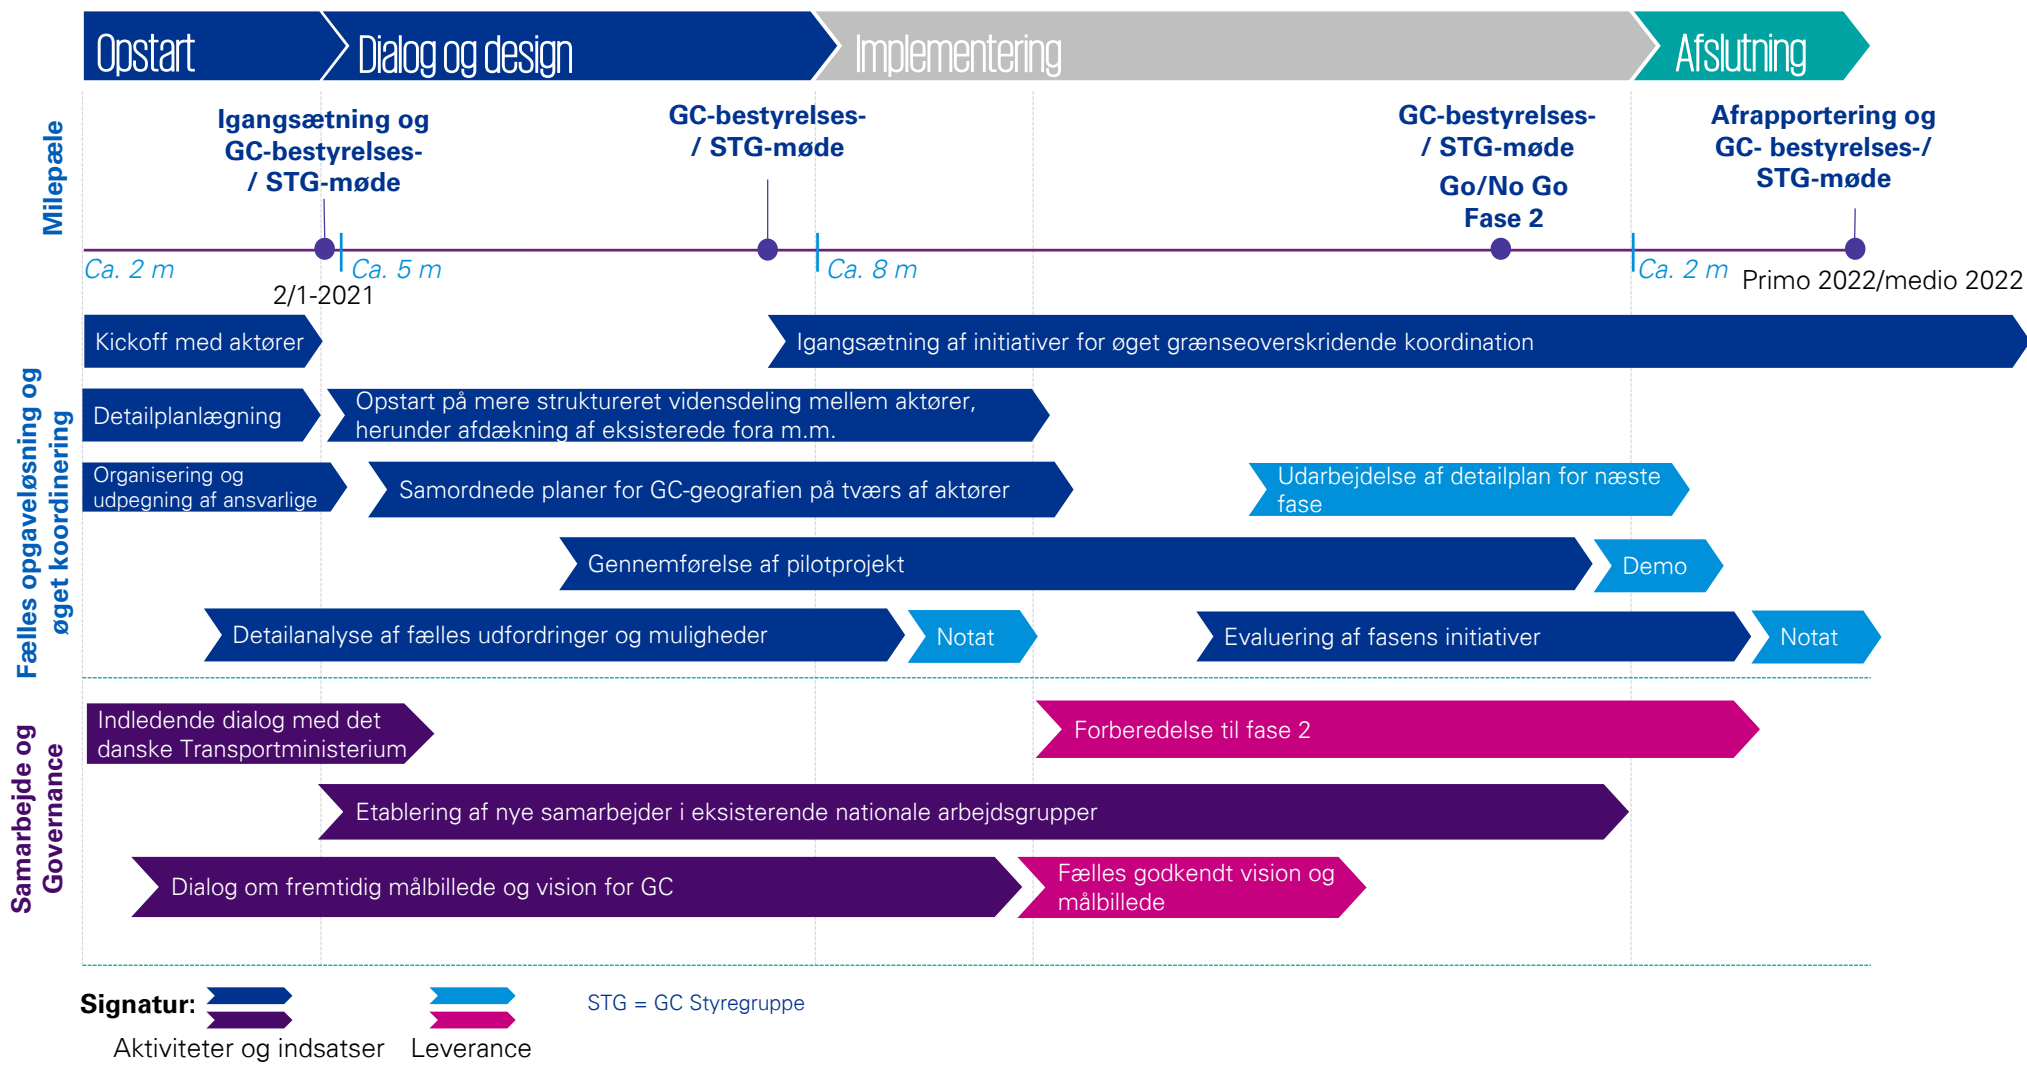 Opstart
Dialog og design
Implementering
Afslutning
Milepæle
Igangsætning og
GC-bestyrelses-
/ STG-møde
GC-bestyrelses-
/ STG-møde
GC-bestyrelses-
/ STG-møde
Go/No Go
Fase 2
Afrapportering og
GC- bestyrelses-/
STG-møde
Ca. 2 m
Ca. 5 m
Ca. 8 m
Ca. 2 m
2/1-2021
Primo 2022/medio 2022
Fælles opgaveløsning og
øget koordinering
Kickoff med aktører
Igangsætning af initiativer for øget grænseoverskridende koordination
Detailplanlægning
Opstart på mere struktureret vidensdeling mellem aktører,
herunder afdækning af eksisterede fora m.m.
Organisering og
udpegning af ansvarlige
Samordnede planer for GC-geografien på tværs af aktører
Udarbejdelse af detailplan for næste
fase
Gennemførelse af pilotprojekt
Demo
Detailanalyse af fælles udfordringer og muligheder
Notat
Evaluering af fasens initiativer
Notat
Samarbejde og
Governance
Indledende dialog med det
danske Transportministerium
Forberedelse til fase 2
Etablering af nye samarbejder i eksisterende nationale arbejdsgrupper
Dialog om fremtidig målbillede og vision for GC
Fælles godkendt vision og
målbillede
Signatur:
Aktiviteter og indsatser
Leverance
STG = GC Styregruppe